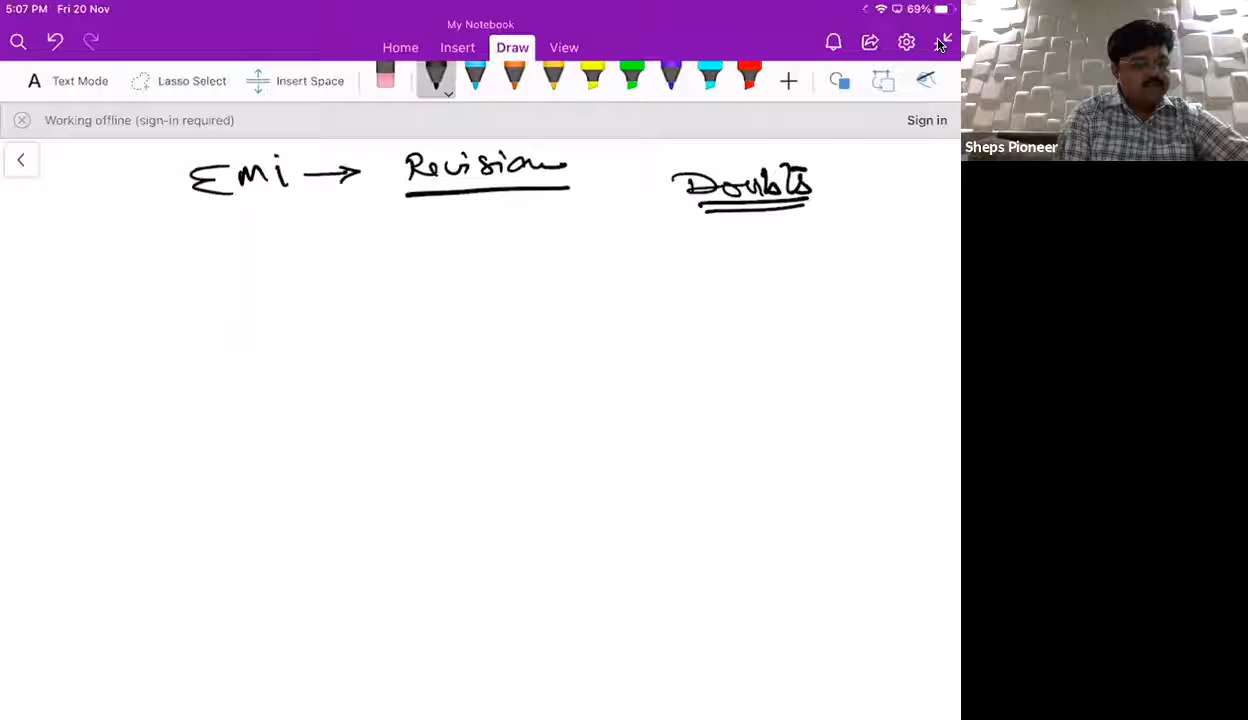 5:07 PM Fri 20 Nov 69%
My Notebook
Home Insert Draw View
A Text Mode Lasso Select Insert Space
Working offline (sign-in required) Sign in
EMi → Revision Doubts
Sheps Pioneer